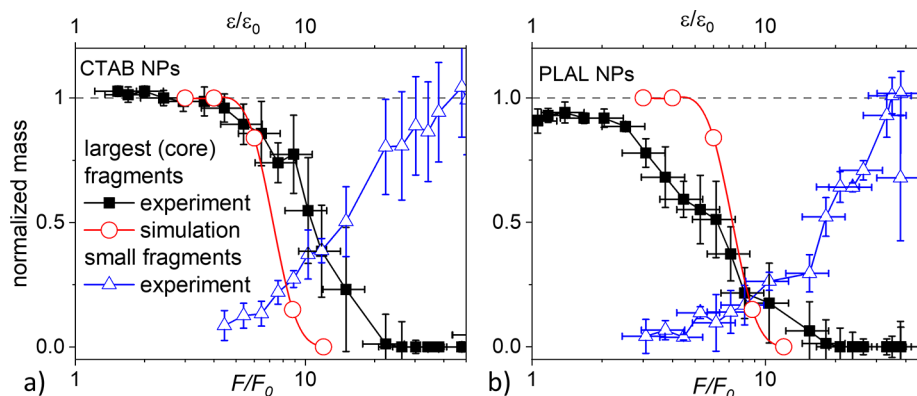 ε/ε0
ε/ε0
1
10
1
10
CTAB NPs
PLAL NPs
1
largest (core)
fragments
experiment
0.5
simulation
small fragments
experiment
0.0
normalized mass
1
0.5
0.0
1
10
1
10
a)
F/F0
b)
F/F0